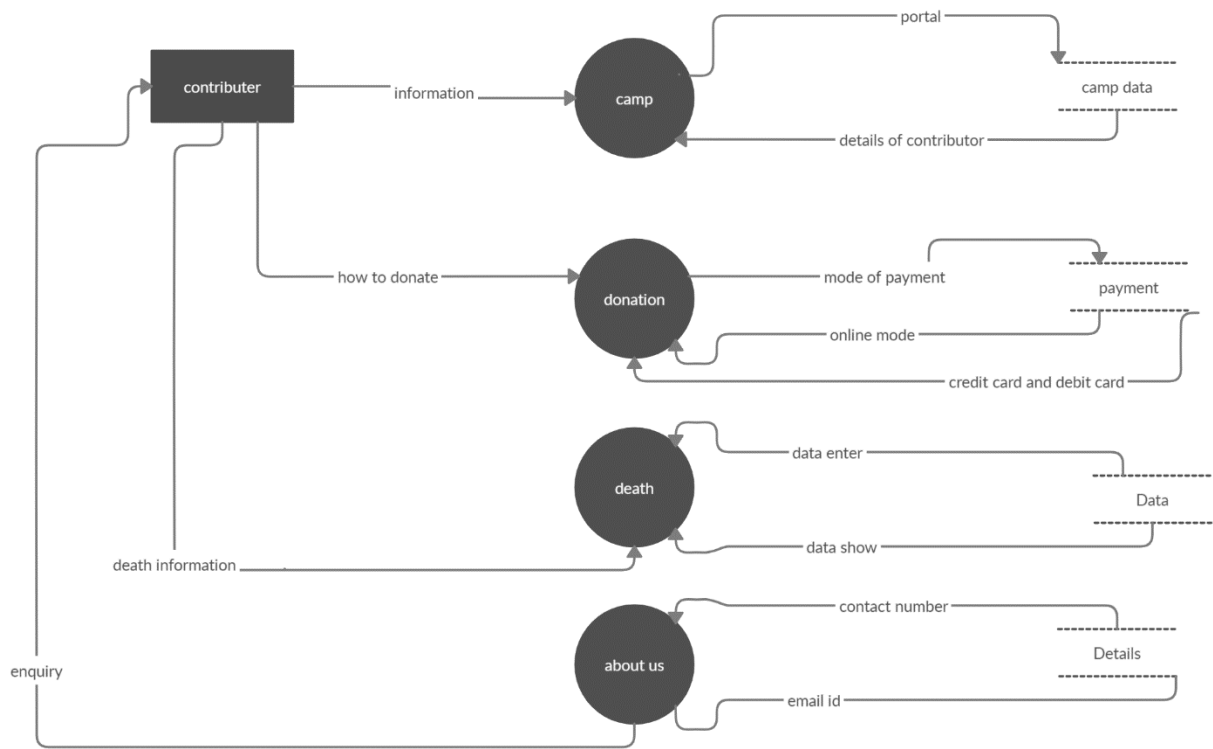 portal
contributer
information
camp
camp data
details of contributor
how to donate
donation
mode of payment
payment
online mode
credit card and debit card
data enter
death
Data
data show
death information
contact number
about us
Details
enquiry
email id